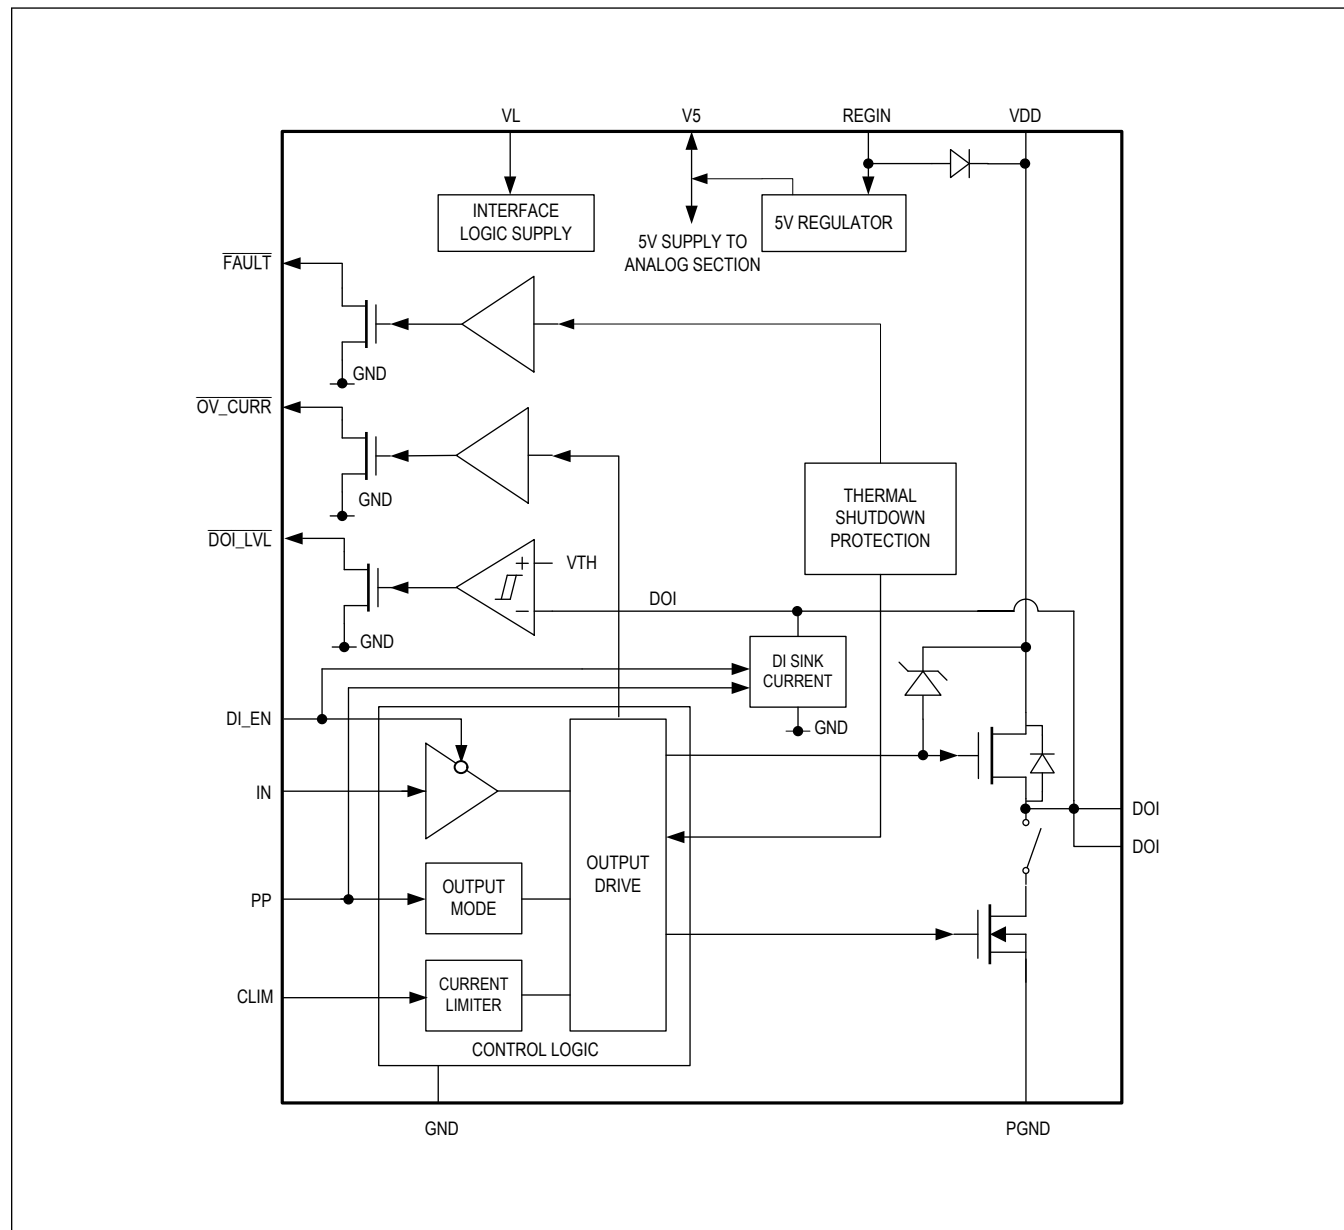 VL
V5
REGIN
VDD
INTERFACE
LOGIC SUPPLY
5V REGULATOR
5V SUPPLY TO
ANALOG SECTION
FAULT
GND
OV_CURR
GND
THERMAL
SHUTDOWN
PROTECTION
DOI_LVL
+
VTH
−
DOI
GND
DI SINK
CURRENT
GND
DI_EN
IN
DOI
DOI
OUTPUT
DRIVE
PP
OUTPUT
MODE
CLIM
CURRENT
LIMITER
CONTROL LOGIC
GND
PGND